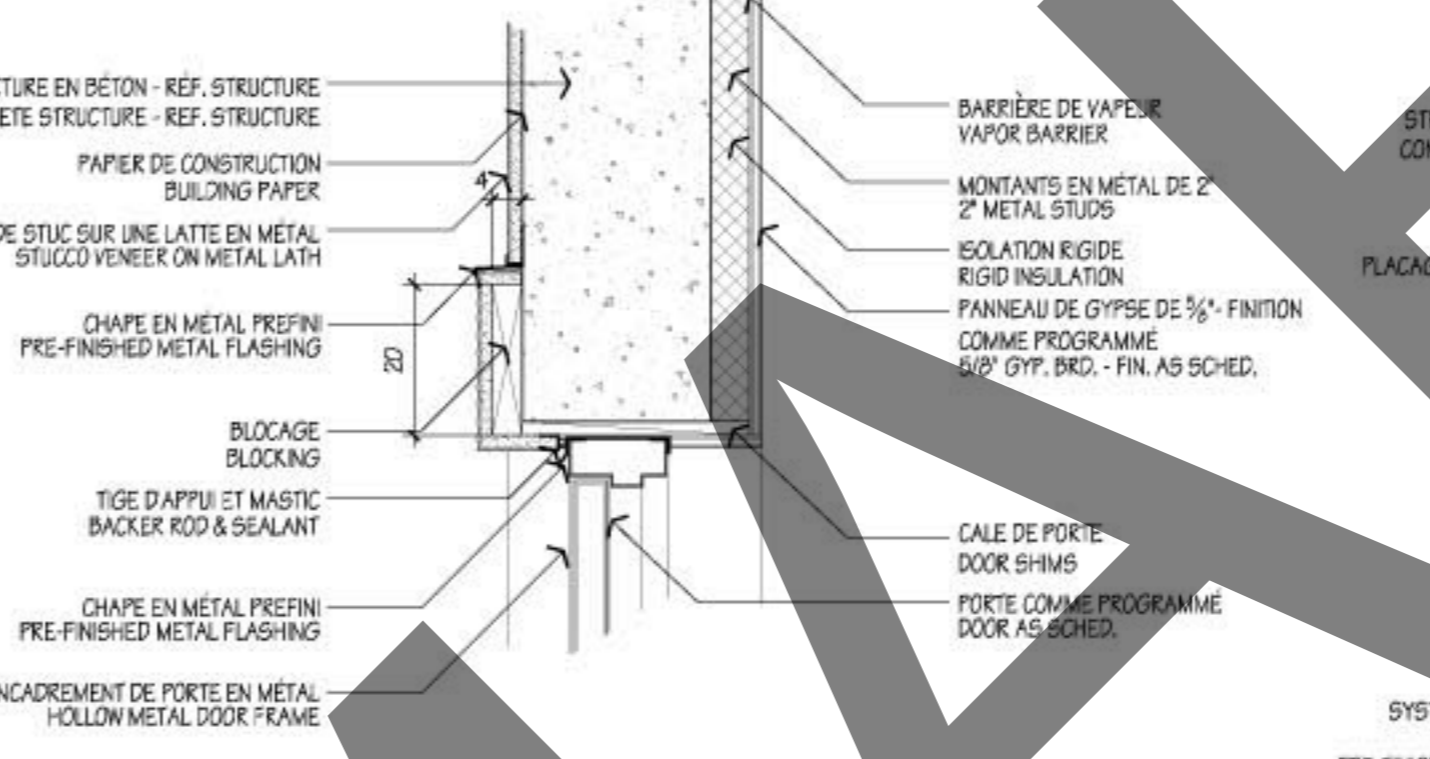 CTURE EN BÉTON - RÉF. STRUCTURE
ETE STRUCTURE - REF. STRUCTURE
PAPIER DE CONSTRUCTION
BUILDING PAPER
4
DE STUC SUR UNE LATTE EN MÉTAL
STUCCO VENEER ON METAL LATH
CHAPE EN MÉTAL PREFINI
PRE-FINISHED METAL FLASHING
20
BLOCAGE
BLOCKING
TIGE D'APPUI ET MASTIC
BACKER ROD & SEALANT
CHAPE EN MÉTAL PREFINI
PRE-FINISHED METAL FLASHING
NCADREMENT DE PORTE EN MÉTAL
HOLLOW METAL DOOR FRAME
BARRIÈRE DE VAPEUR
VAPOR BARRIER
MONTANTS EN MÉTAL DE 2"
2" METAL STUDS
ISOLATION RIGIDE
RIGID INSULATION
PANNEAU DE GYPSE DE 5/8"- FINITION
COMME PROGRAMMÉ
5/8" GYP. BRD. - FIN. AS SCHED.
CALE DE PORTE
DOOR SHIMS
PORTE COMME PROGRAMMÉ
DOOR AS SCHED.
ST
CON
PLACAG
SYST